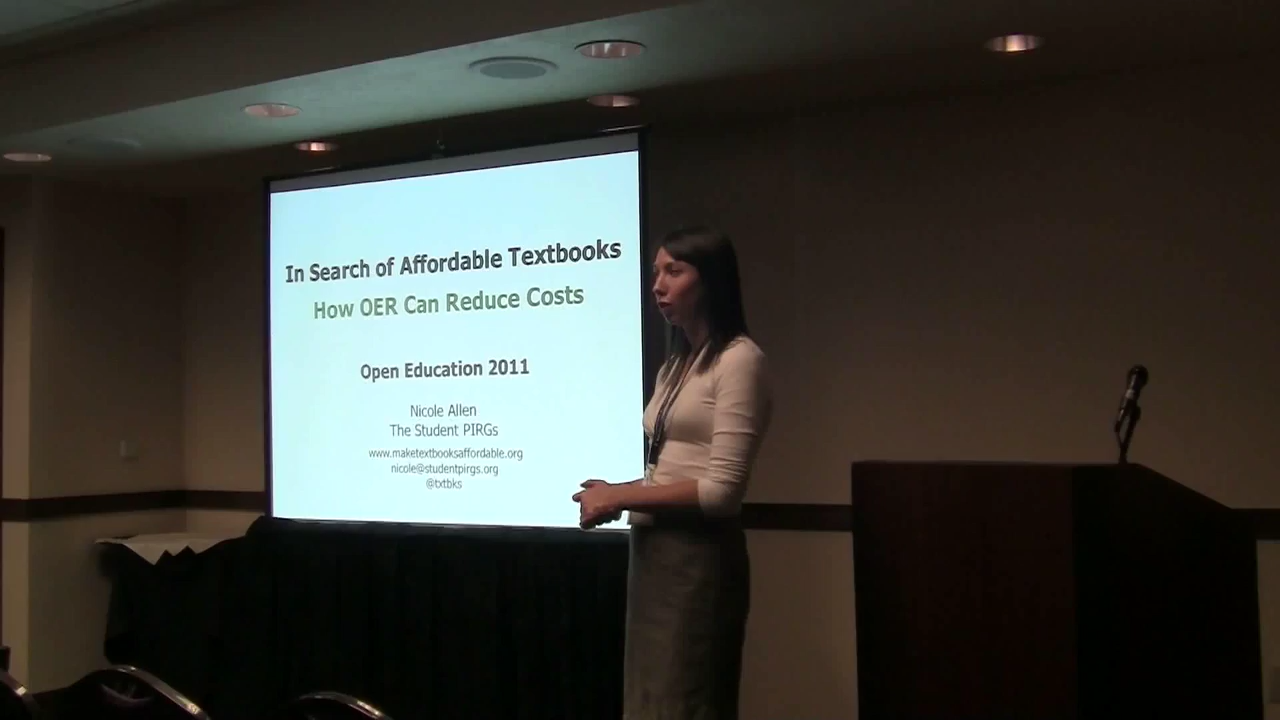 In Search of Affordable Textbooks
How OER Can Reduce Costs
Open Education 2011
Nicole Allen
The Student PIRGs
www.maketextbooksaffordable.org
nicole@studentpirgs.org
@txtbks